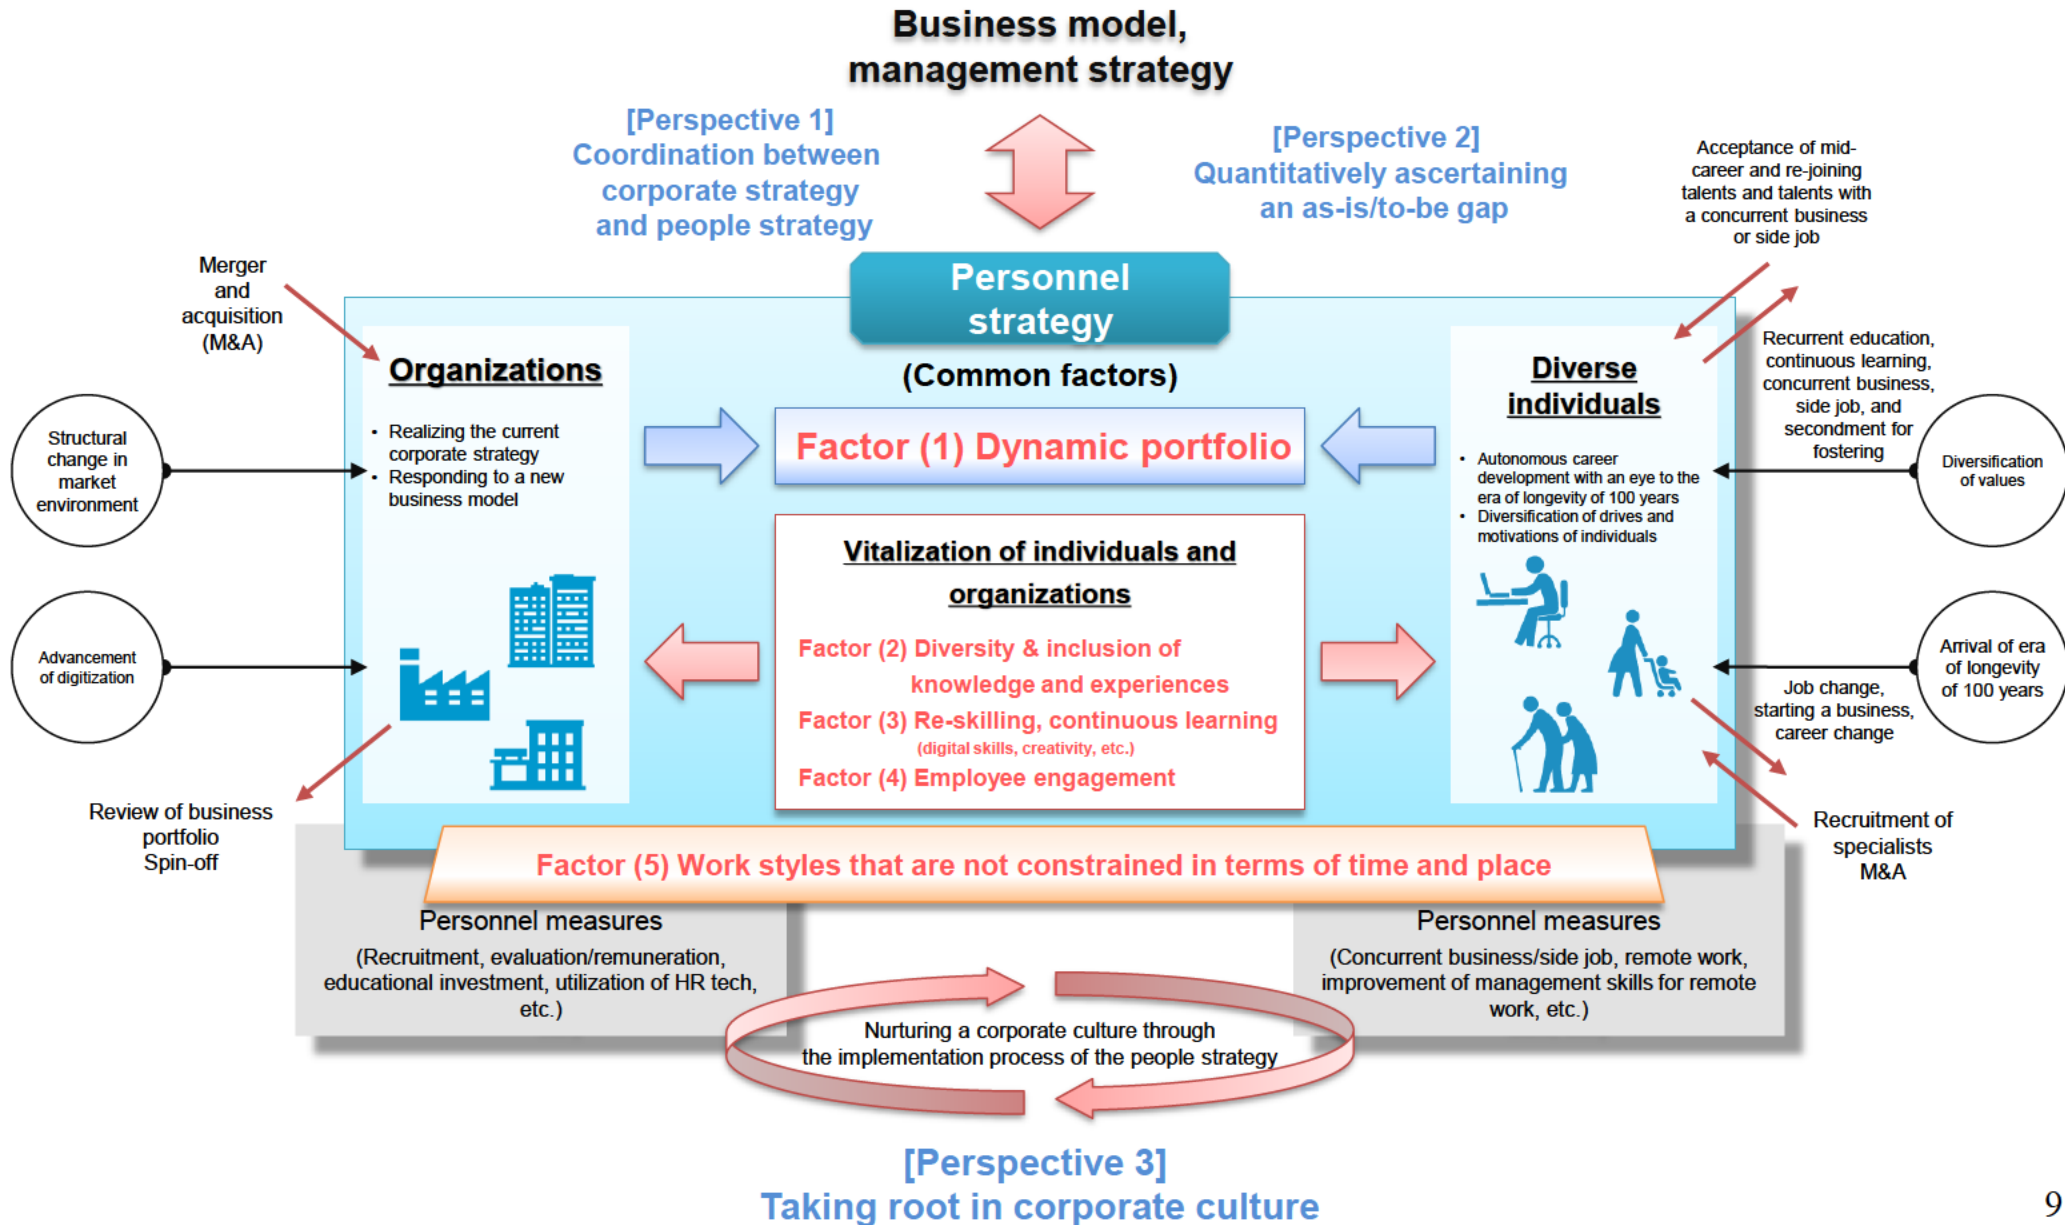 Business model,
management strategy
[Perspective 1]
Coordination between
corporate strategy
and people strategy
[Perspective 2]
Quantitatively ascertaining
an as-is/to-be gap
Acceptance of mid-
career and re-joining
talents and talents with
a concurrent business
or side job
Merger
and
acquisition
(M&A)
Personnel
strategy
(Common factors)
Organizations
• Realizing the current
corporate strategy
• Responding to a new
business model
Factor (1) Dynamic portfolio
Diverse
individuals
• Autonomous career
development with an eye to the
era of longevity of 100 years
• Diversification of drives and
motivations of individuals
Recurrent education,
continuous learning,
concurrent business,
side job, and
secondment for
fostering
Structural
change in
market
environment
Diversification
of values
Vitalization of individuals and
organizations
Factor (2) Diversity & inclusion of
knowledge and experiences
Factor (3) Re-skilling, continuous learning
(digital skills, creativity, etc.)
Factor (4) Employee engagement
Advancement
of digitization
Arrival of era
of longevity
of 100 years
Job change,
starting a business,
career change
Review of business
portfolio
Spin-off
Recruitment of
specialists
M&A
Factor (5) Work styles that are not constrained in terms of time and place
Personnel measures
(Recruitment, evaluation/remuneration,
educational investment, utilization of HR tech,
etc.)
Personnel measures
(Concurrent business/side job, remote work,
improvement of management skills for remote
work, etc.)
Nurturing a corporate culture through
the implementation process of the people strategy
[Perspective 3]
Taking root in corporate culture
9